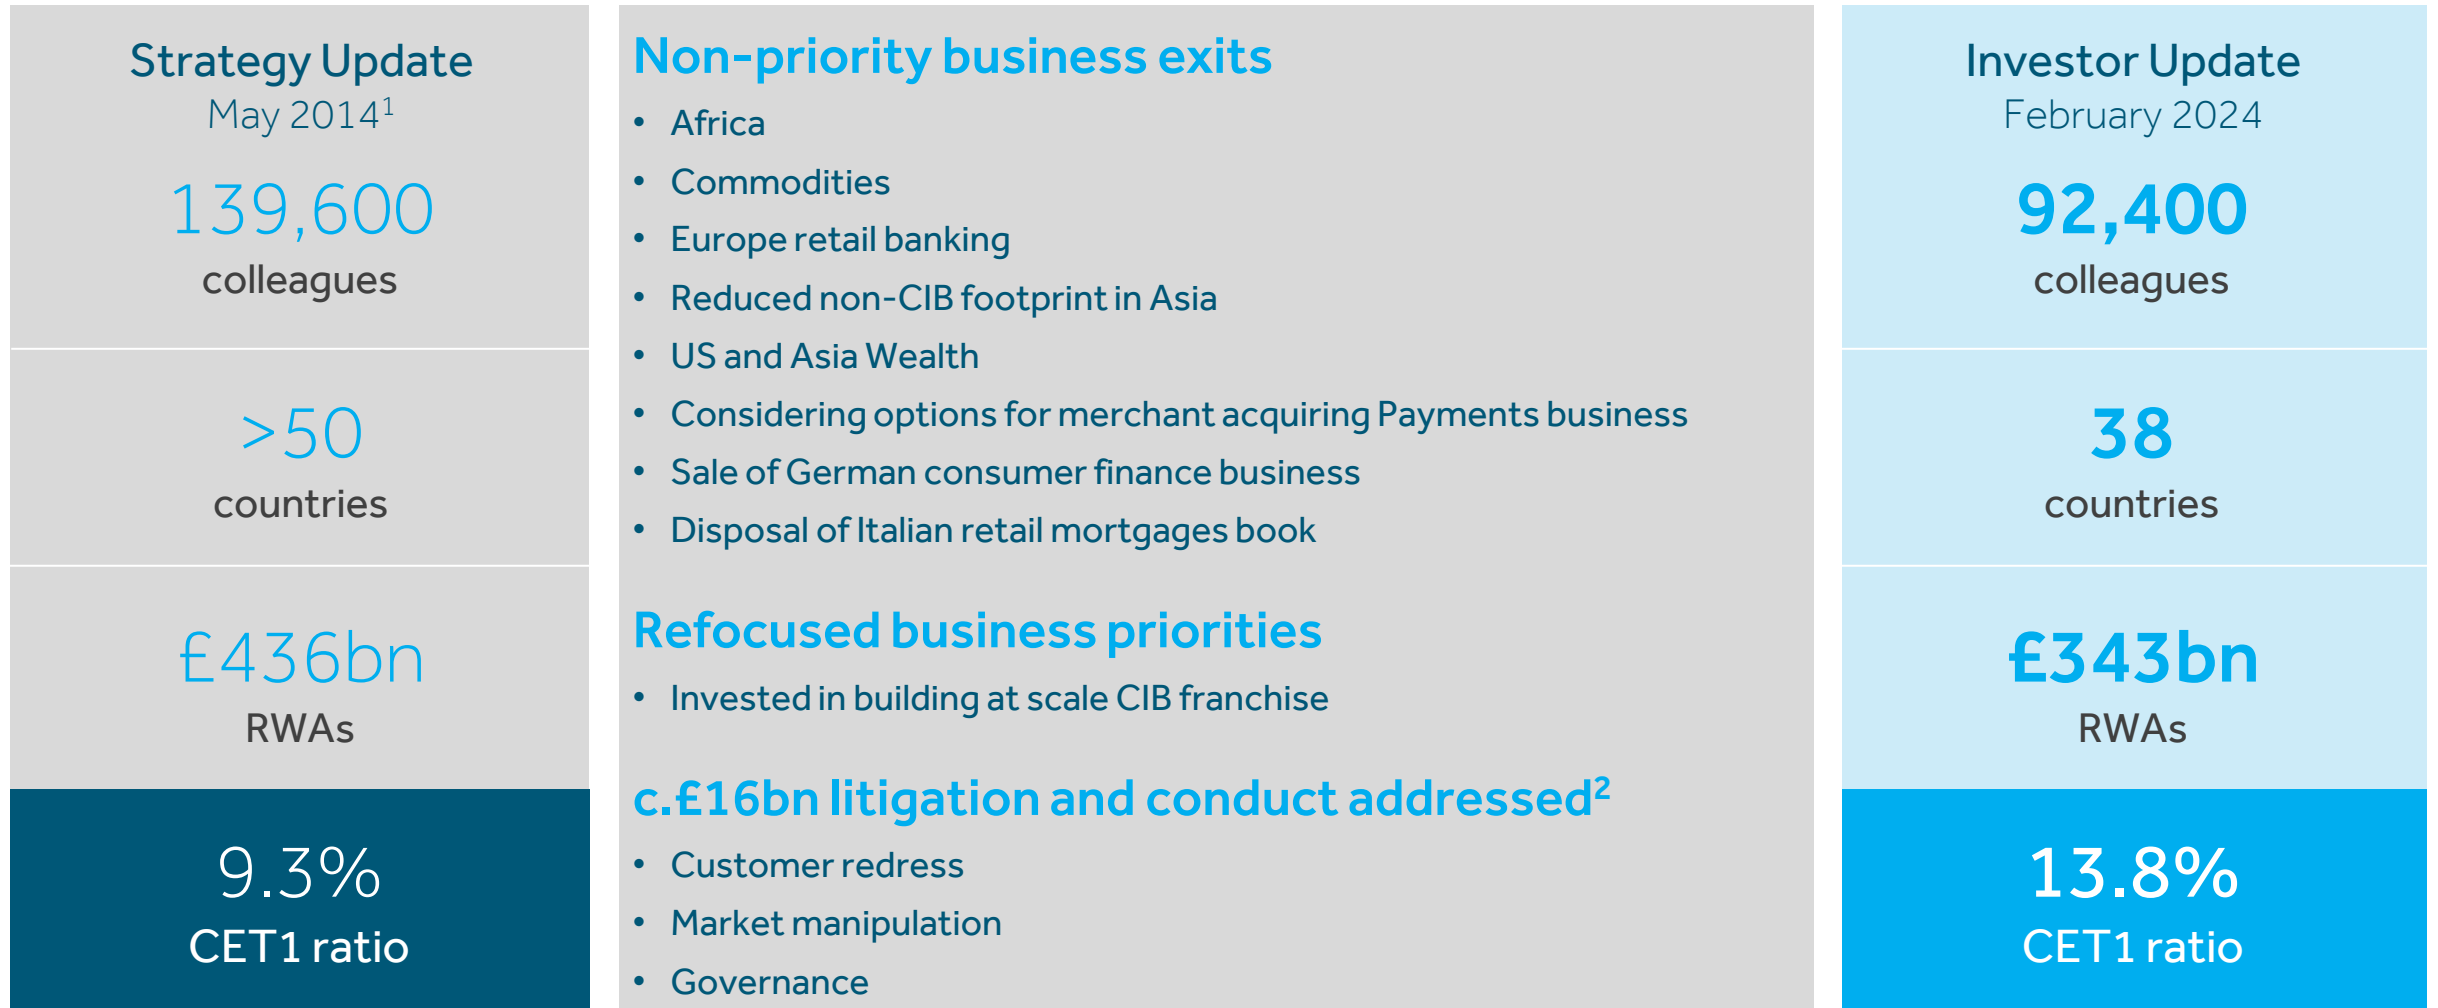 Strategy Update
May 2014¹
139,600
colleagues
>50
countries
£436bn
RWAs
9.3%
CET1 ratio
Non-priority business exits
• Africa
• Commodities
• Europe retail banking
• Reduced non-CIB footprint in Asia
• US and Asia Wealth
• Considering options for merchant acquiring Payments business
• Sale of German consumer finance business
• Disposal of Italian retail mortgages book
Refocused business priorities
• Invested in building at scale CIB franchise
c.£16bn litigation and conduct addressed²
• Customer redress
• Market manipulation
• Governance
Investor Update
February 2024
92,400
colleagues
38
countries
£343bn
RWAs
13.8%
CET1 ratio